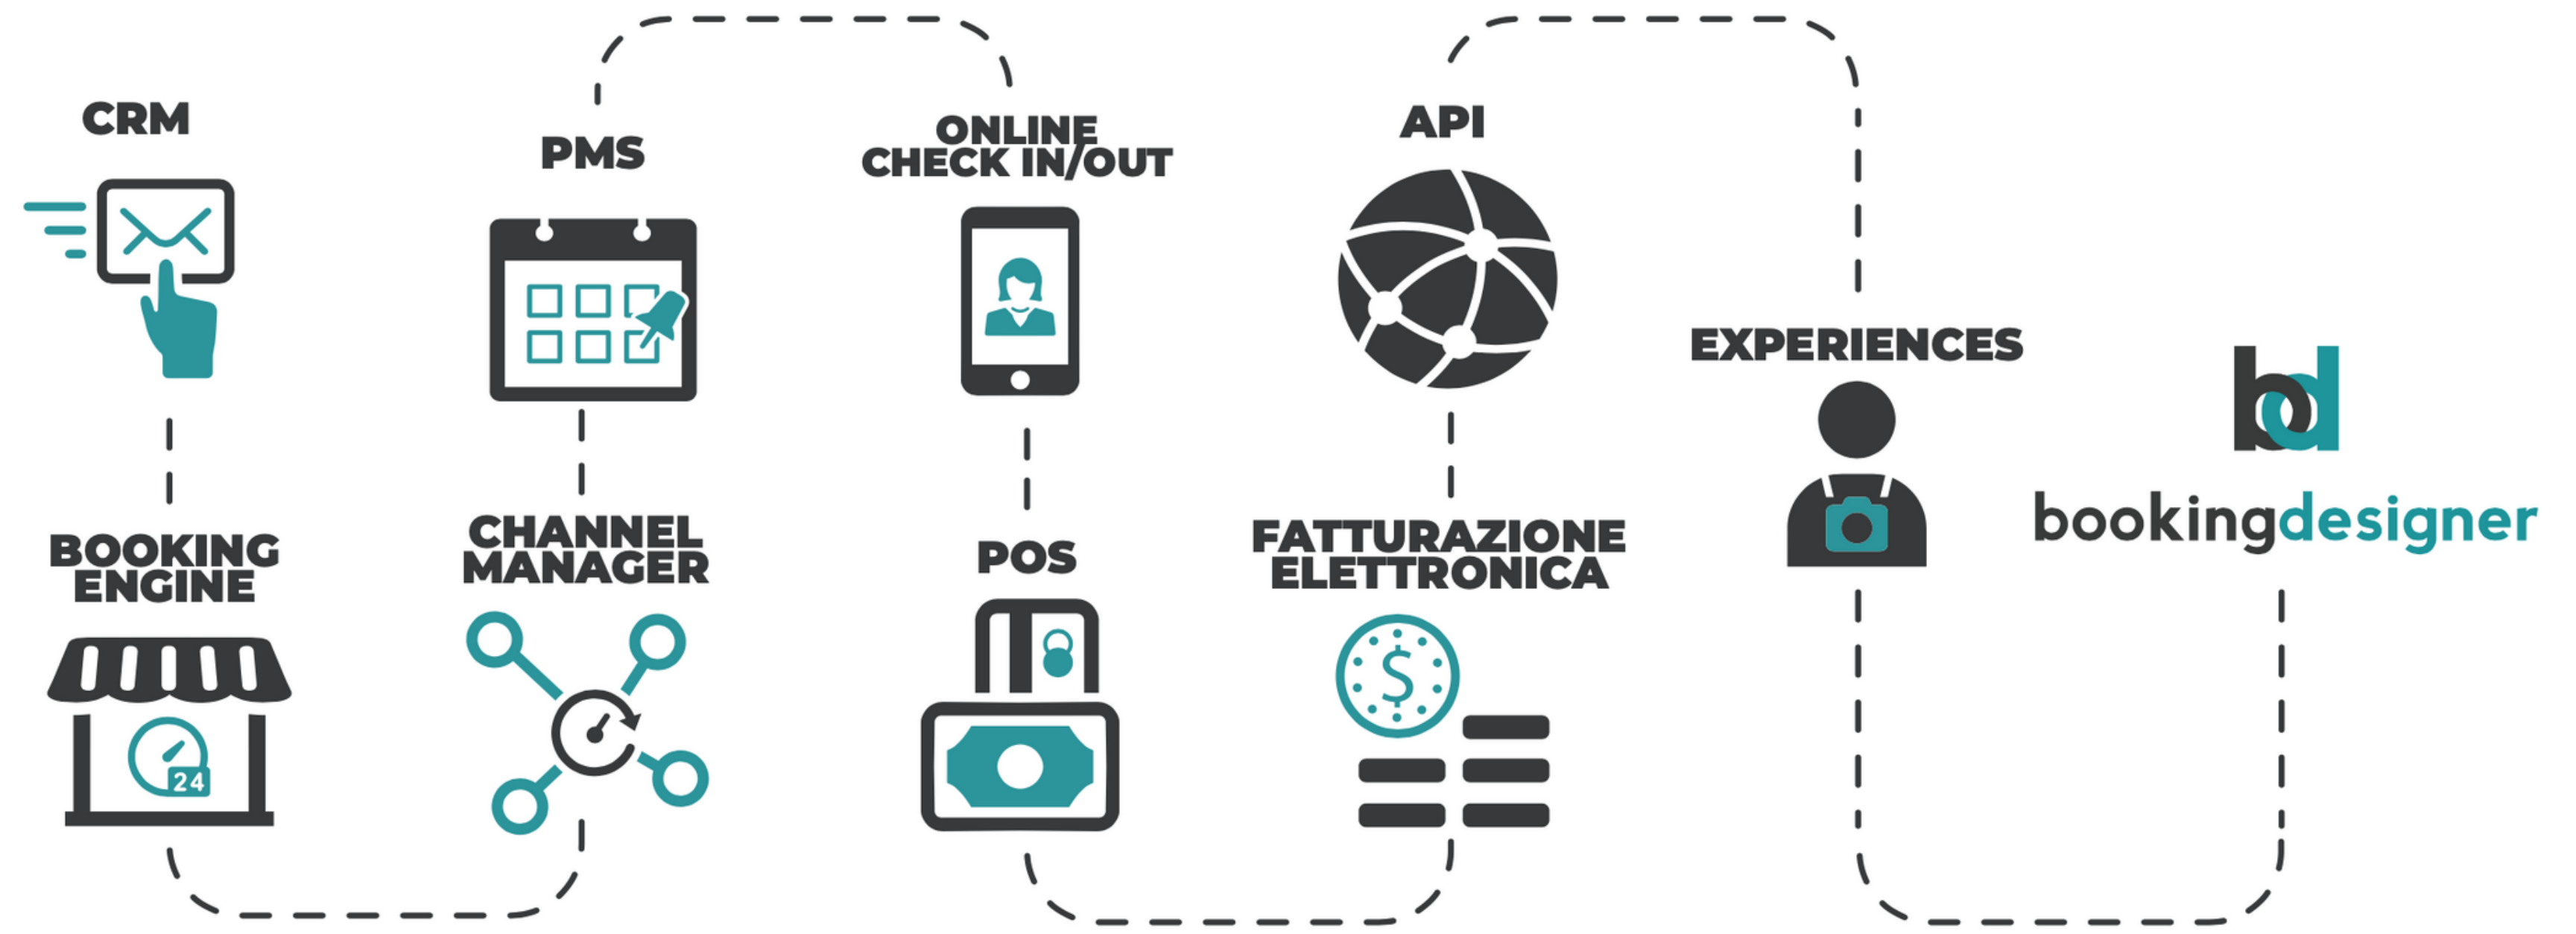 CRM
BOOKING
ENGINE
24
PMS
CHANNEL
MANAGER
ONLINE
CHECK IN/OUT
POS
API
FATTURAZIONE
ELETTRONICA
$
EXPERIENCES
bd
bookingdesigner